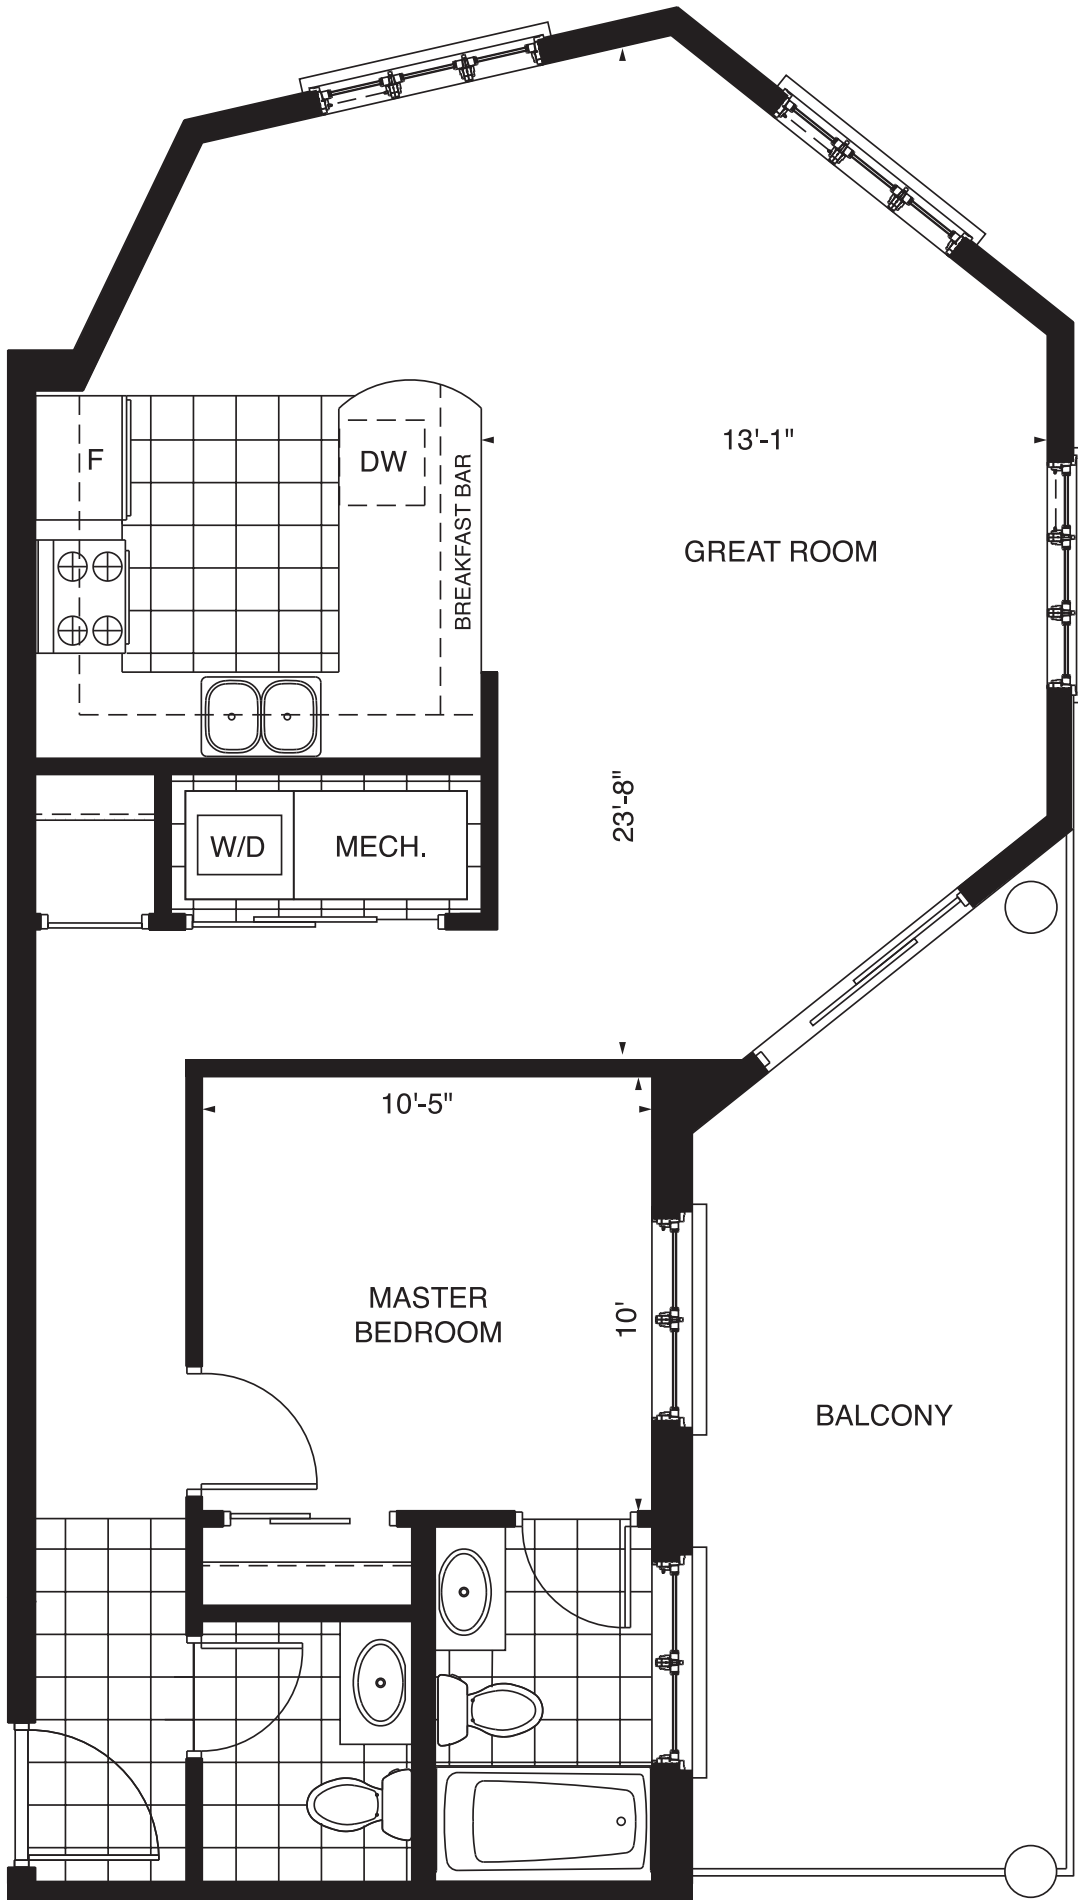 13'-1"
F
DW
BREAKFAST BAR
GREAT ROOM
23'-8"
W/D
MECH.
10'-5"
MASTER
BEDROOM
10'
BALCONY